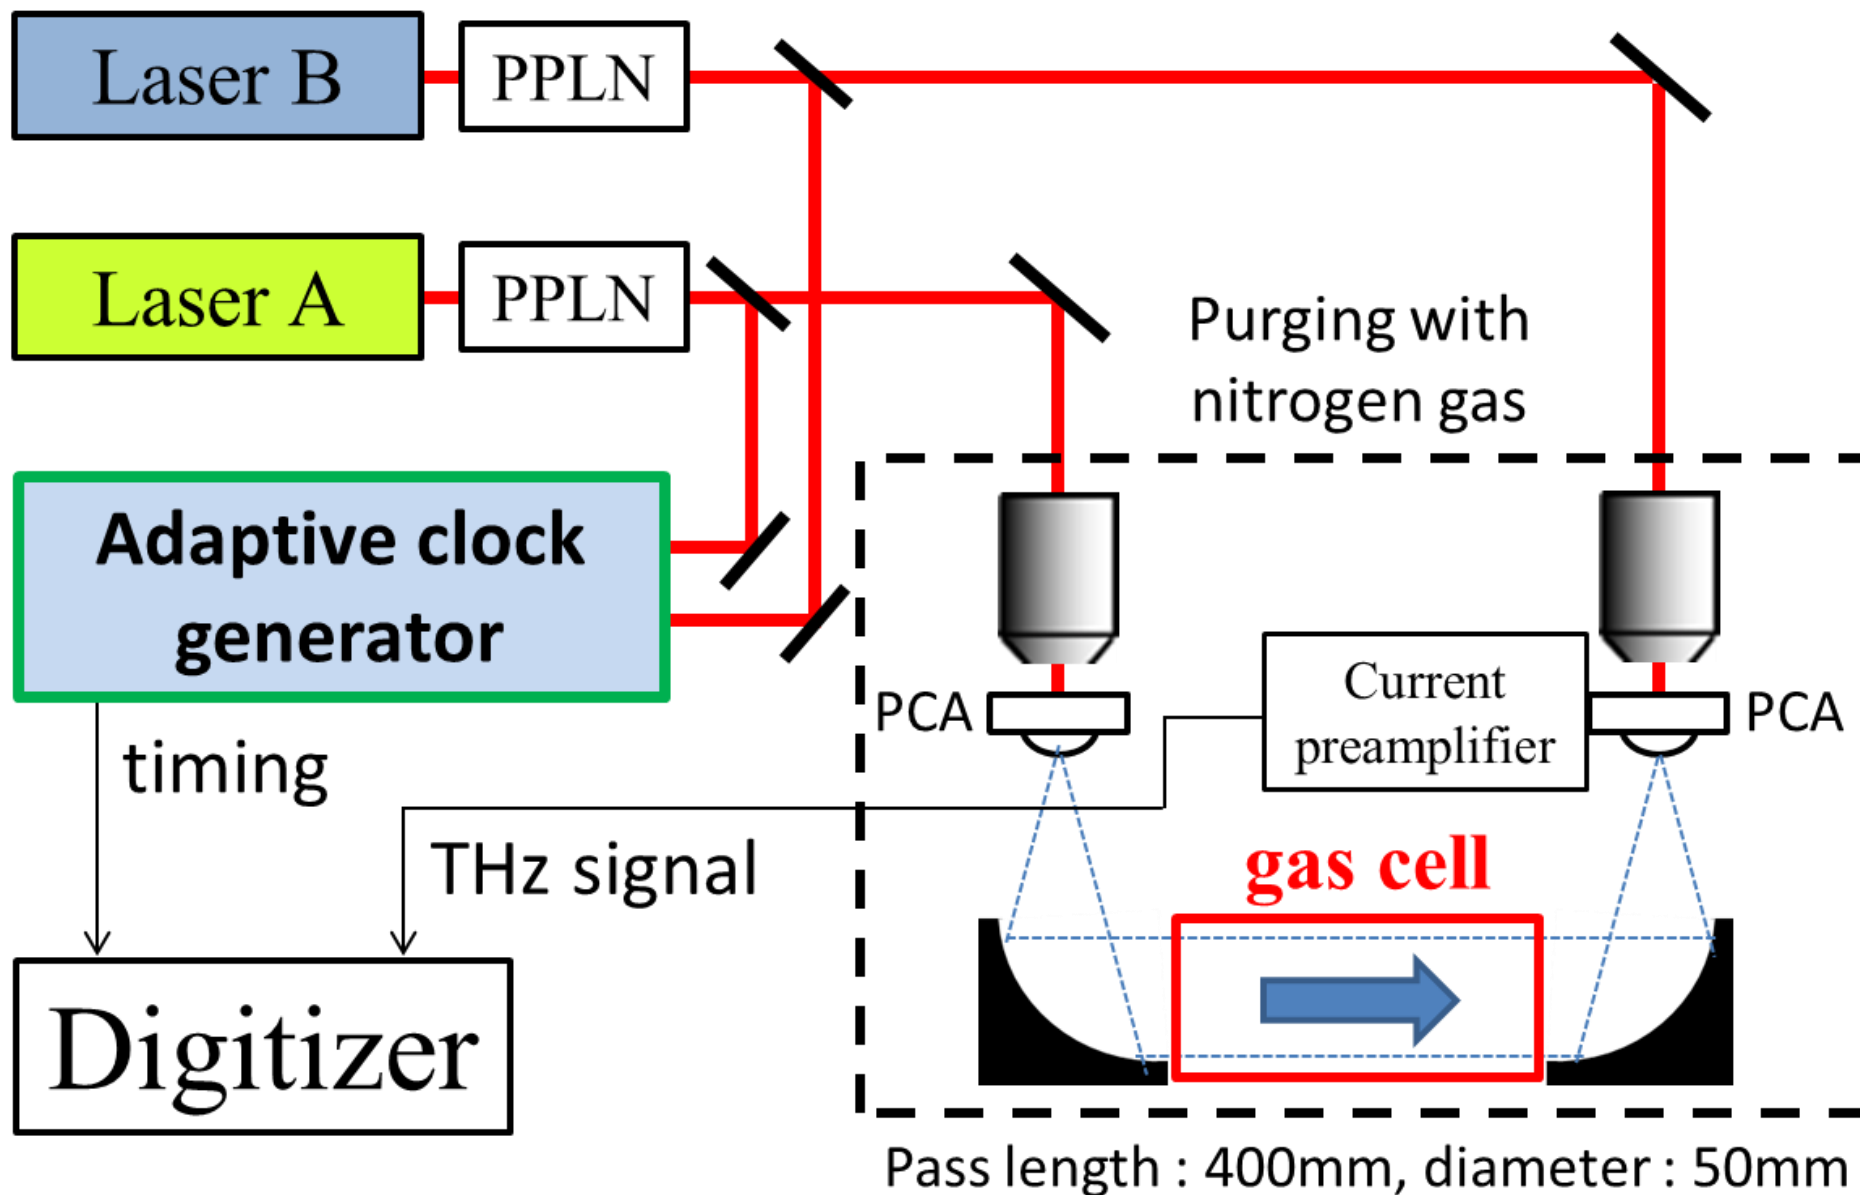 Laser B
PPLN
Laser A
PPLN
Purging with
nitrogen gas
Adaptive clock
generator
PCA
Current
preamplifier
PCA
timing
THz signal
gas cell
Digitizer
Pass length : 400mm, diameter : 50mm